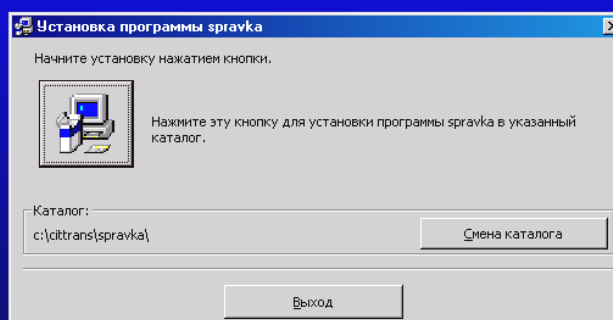 Установка программы spravka
Начните установку нажатием кнопки.
Нажмите эту кнопку для установки программы spravka в указанный
каталог.
Каталог:
c:\cittrans\spravka\
Смена каталога
Выход